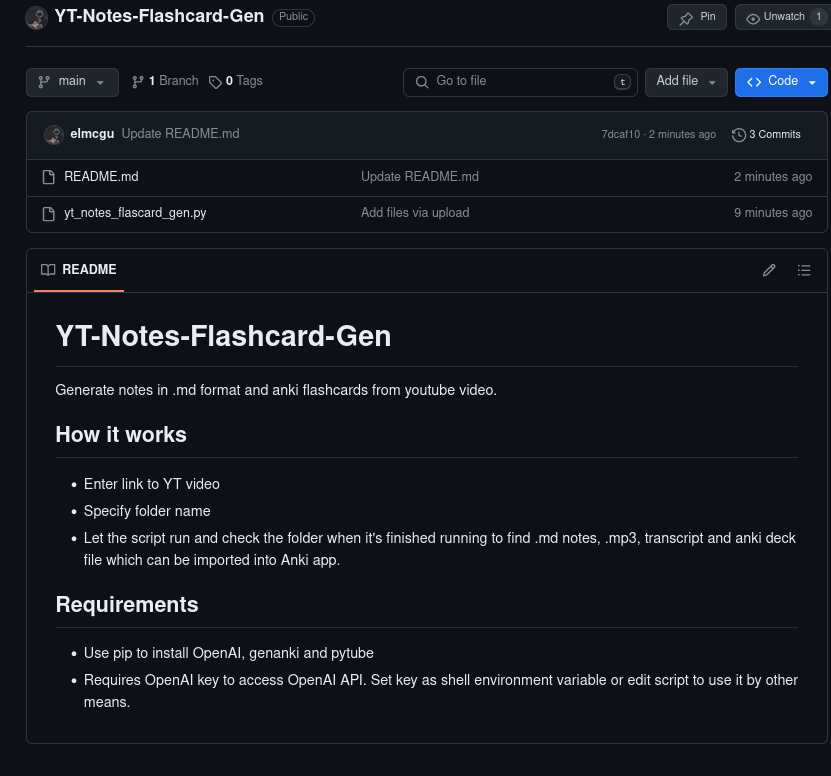 YT-Notes-Flashcard-Gen Public Pin Unwatch 1
main 1 Branch 0 Tags Go to file t Add file Code
elmcgu Update README.md 7dcaf10 · 2 minutes ago 3 Commits
README.md Update README.md 2 minutes ago
yt_notes_flascard_gen.py Add files via upload 9 minutes ago
README
YT-Notes-Flashcard-Gen
Generate notes in .md format and anki flashcards from youtube video.
How it works
• Enter link to YT video
• Specify folder name
• Let the script run and check the folder when it's finished running to find .md notes, .mp3, transcript and anki deck
file which can be imported into Anki app.
Requirements
• Use pip to install OpenAI, genanki and pytube
• Requires OpenAI key to access OpenAI API. Set key as shell environment variable or edit script to use it by other
means.